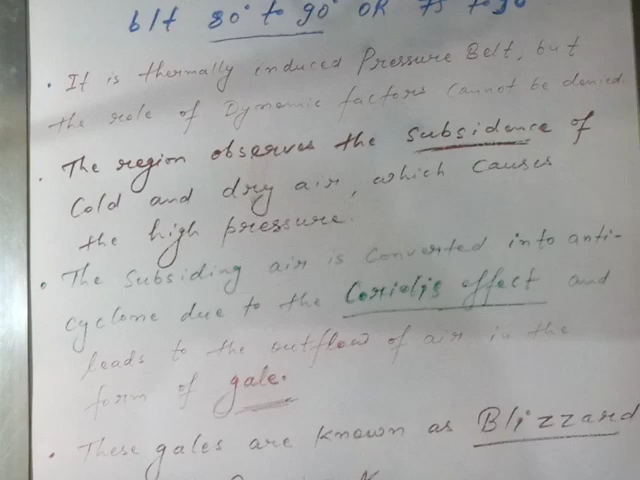 b/t 80° to 90° OR 75 to 90
• It is thermally induced Pressure Belt, but
the role of Dynamic factors cannot be denied.
• The region observes the subsidence of
Cold and dry air, which causes
the high pressure.
• The Subsiding air is Converted into anti-
cyclone due to the Coriolis effect and
leads to the outflow of air in the
form of gale.
• These gales are known as Blizzard